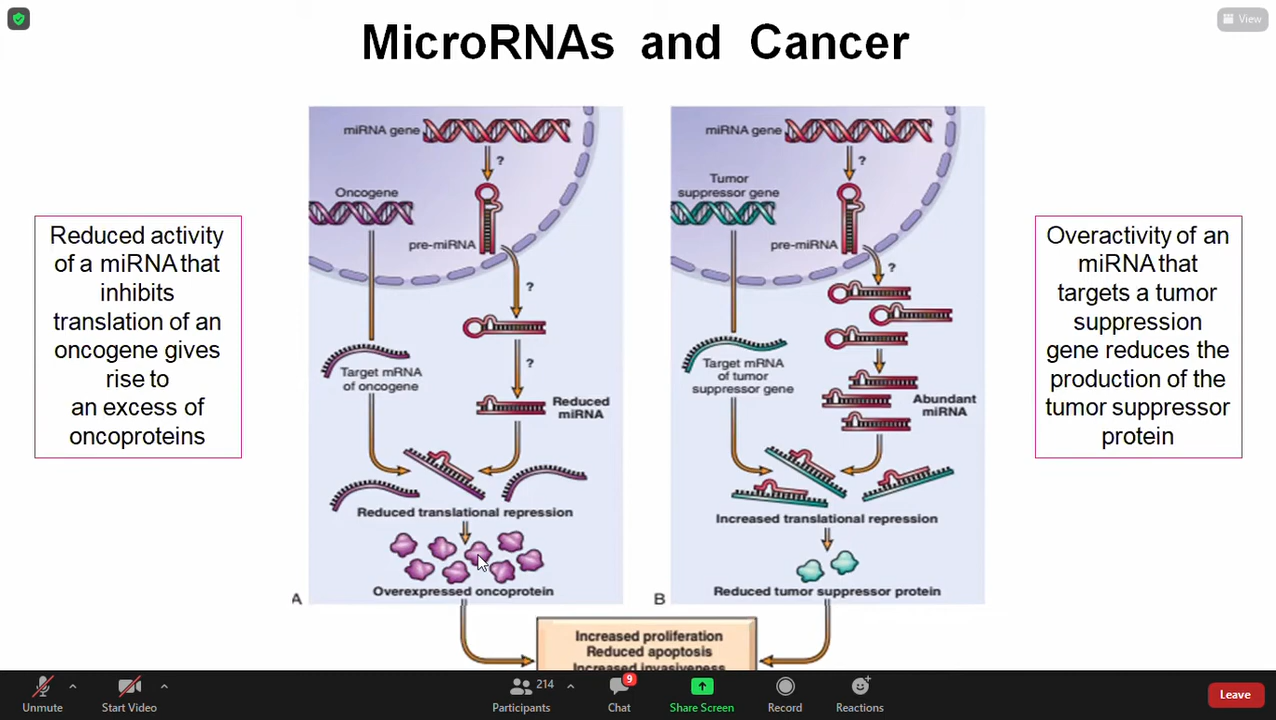 View
MicroRNAs and Cancer
Reduced activity
of a miRNA that
inhibits
translation of an
oncogene gives
rise to
an excess of
oncoproteins
miRNA gene
?
Oncogene
pre-miRNA
?
Target mRNA
of oncogene
?
Reduced
miRNA
Reduced translational repression
Overexpressed oncoprotein
A
miRNA gene
?
Tumor
suppressor gene
pre-miRNA
?
Target mRNA
of tumor
suppressor gene
Abundant
miRNA
Increased translational repression
Reduced tumor suppressor protein
B
Overactivity of an
miRNA that
targets a tumor
suppression
gene reduces the
production of the
tumor suppressor
protein
Increased proliferation
Reduced apoptosis
Increased invasiveness
Unmute
Start Video
214
Participants
9
Chat
Share Screen
Record
Reactions
Leave